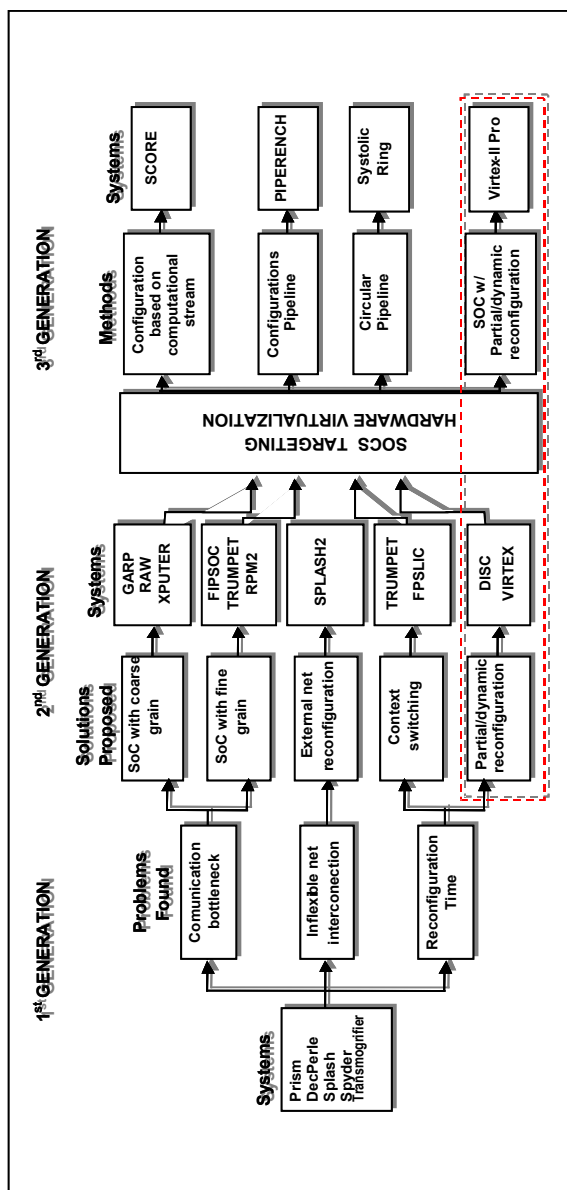 1st GENERATION
2nd GENERATION
3rd GENERATION
Systems
Prism
DecPerle
Splash
Spyder
Transmogrifier
Problems
Found
Comunication
bottleneck
Inflexible net
interconection
Reconfiguration
Time
Solutions
Proposed
SoC with coarse
grain
SoC with fine
grain
External net
reconfiguration
Context
switching
Partial/dynamic
reconfiguration
Systems
GARP
RAW
XPUTER
FIPSOC
TRUMPET
RPM2
SPLASH2
TRUMPET
FPSLIC
DISC
VIRTEX
SOCS TARGETING
HARDWARE VIRTUALIZATION
Methods
Configuration
based on
computational
stream
Configurations
Pipeline
Circular
Pipeline
SOC w/
Partial/dynamic
reconfiguration
Systems
SCORE
PIPERENCH
Systolic
Ring
Virtex-II Pro